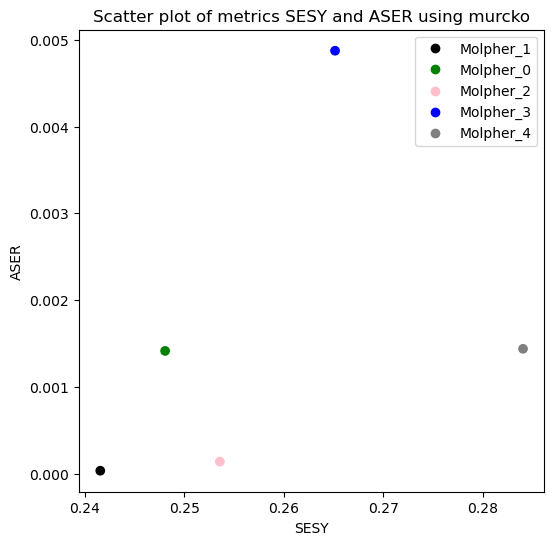 Scatter plot of metrics SESY and ASER using murcko
Molpher_1
Molpher_0
Molpher_2
Molpher_3
Molpher_4
0.005
0.004
0.003
0.002
0.001
0.000
ASER
0.24 0.25 0.26 0.27 0.28
SESY